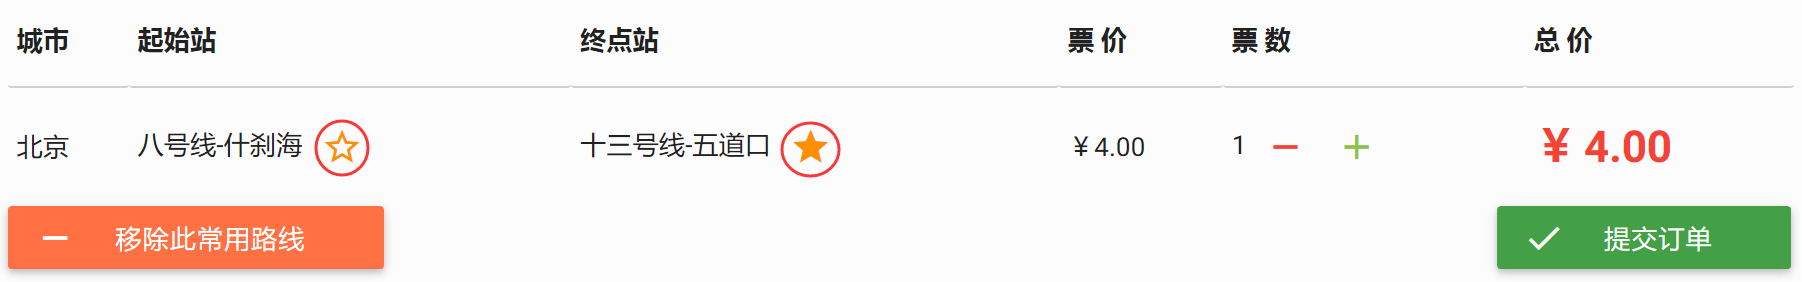 城市 起始站 终点站 票 价 票 数 总 价
北京 八号线-什刹海 十三号线-五道口 ¥ 4.00 1 ¥ 4.00
移除此常用路线 提交订单